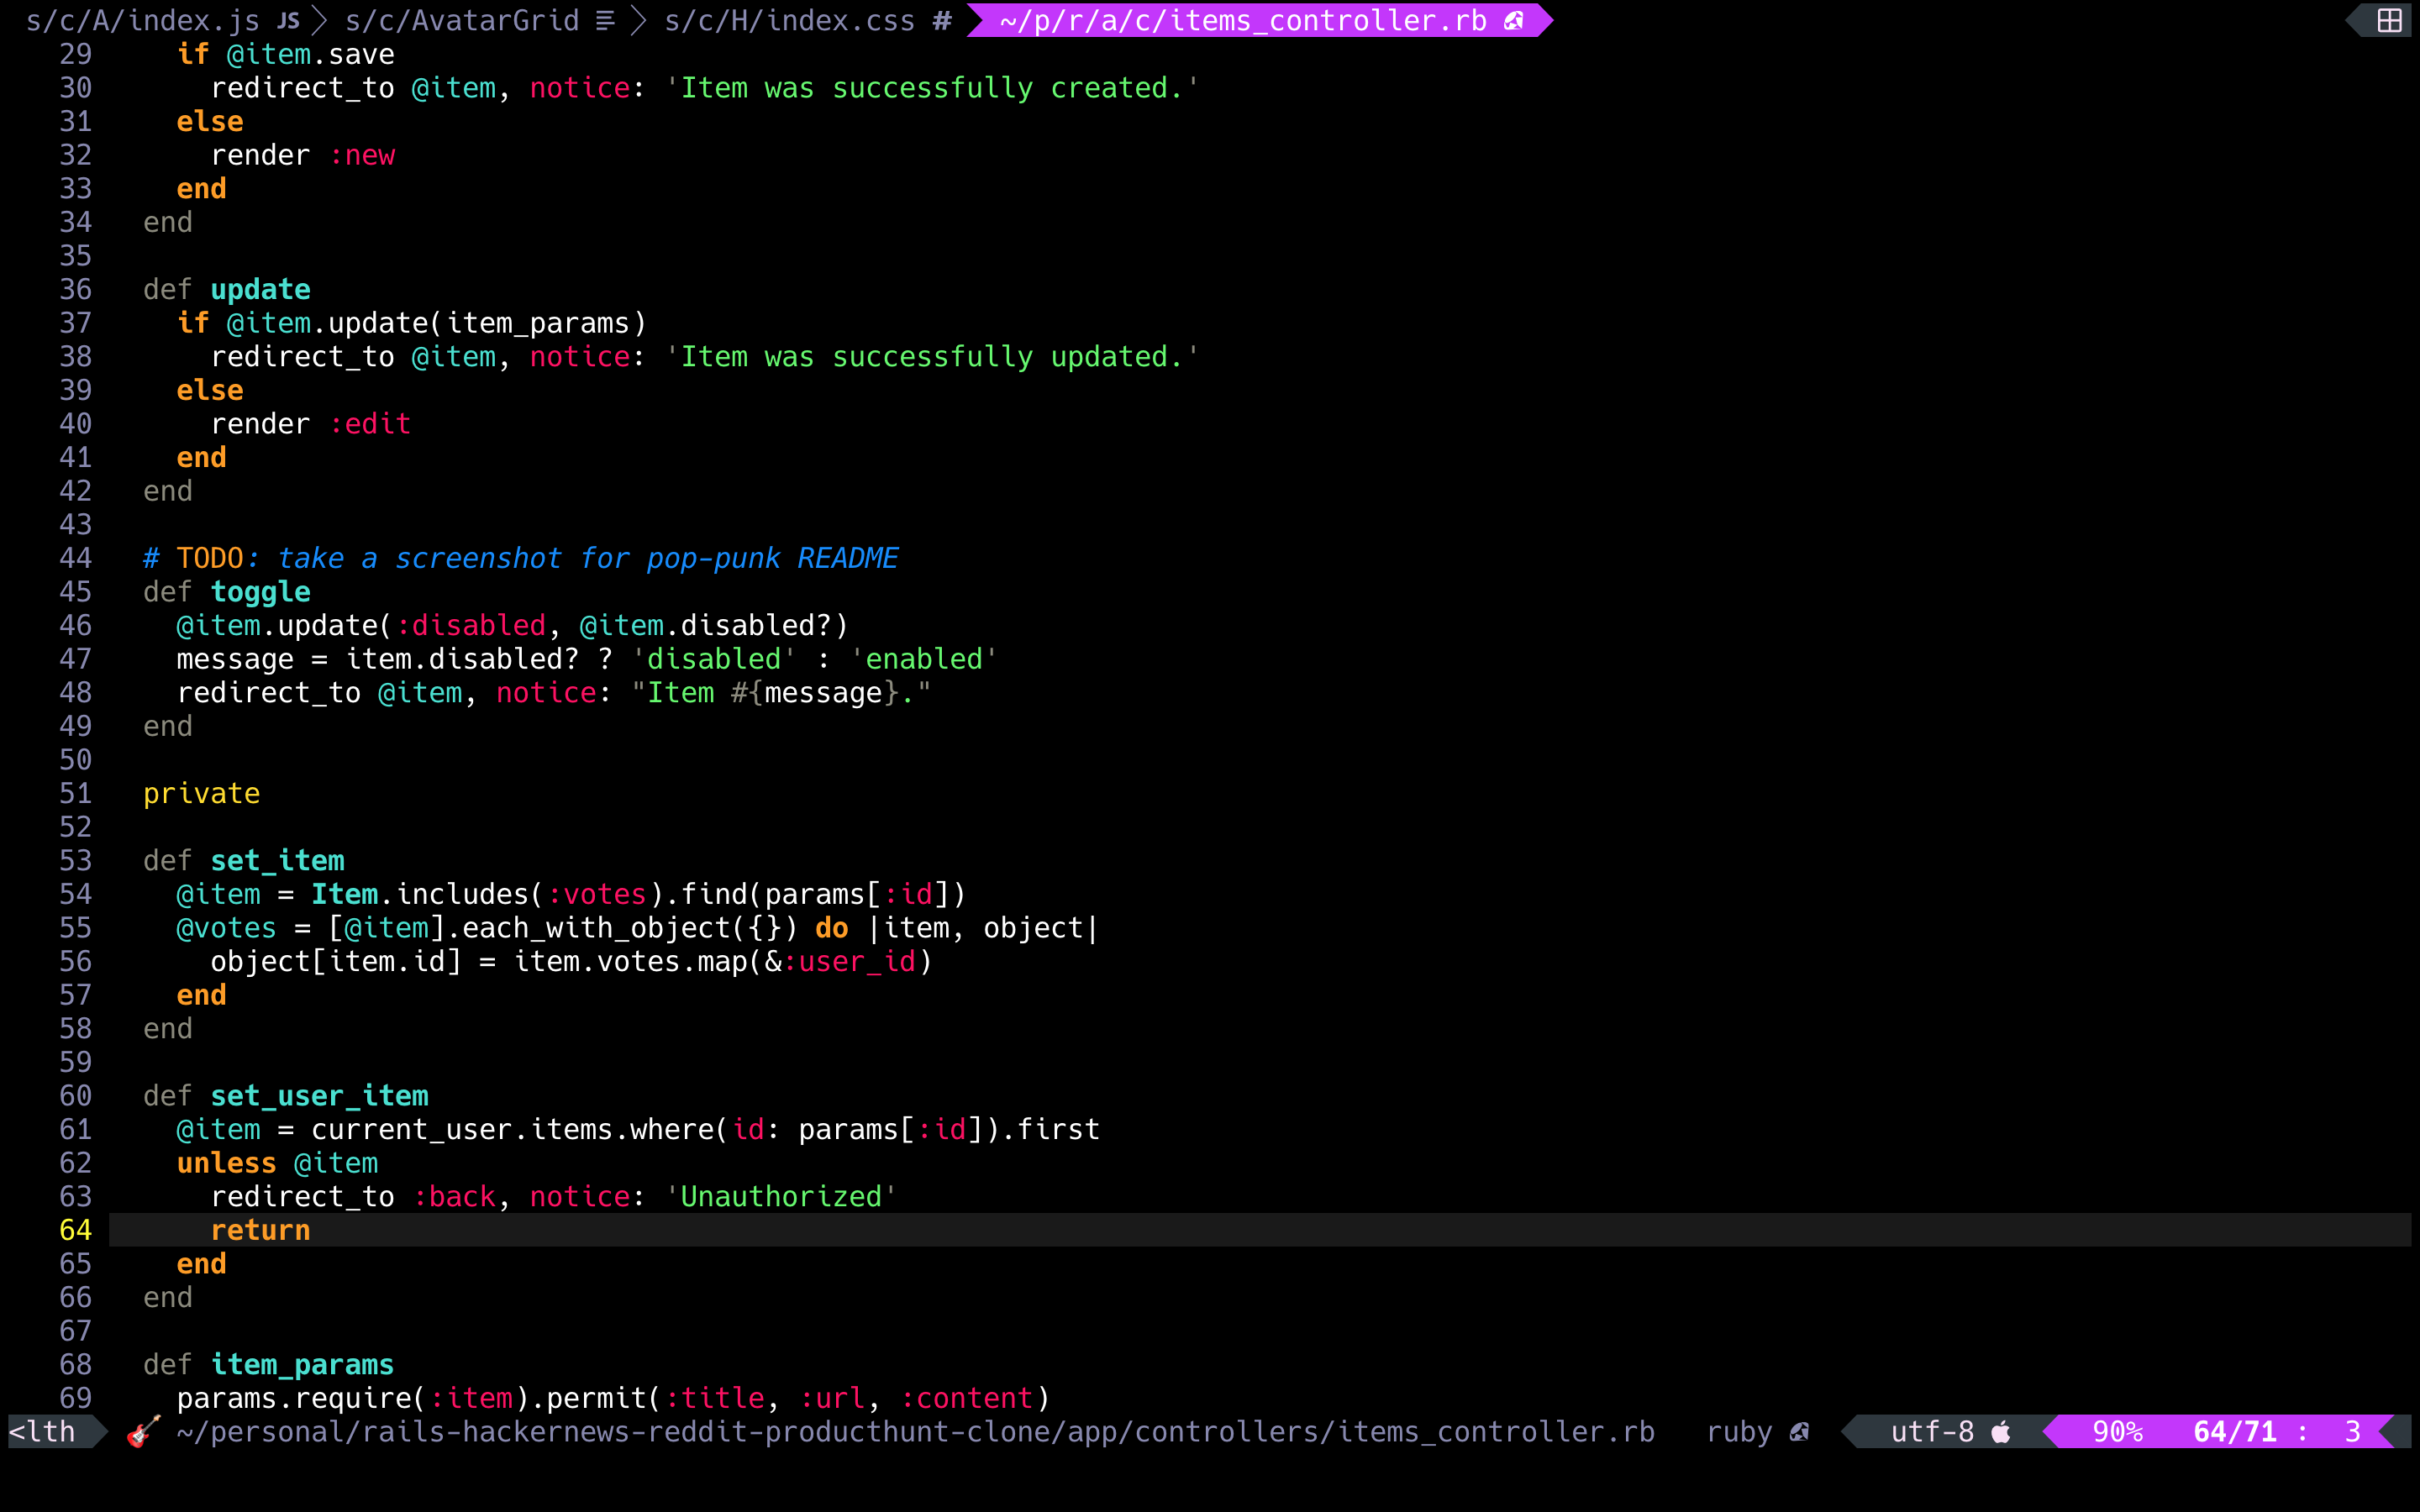 s/c/A/index.js JS s/c/AvatarGrid s/c/H/index.css # ~/p/r/a/c/items_controller.rb
29     if @item.save
30       redirect_to @item, notice: 'Item was successfully created.'
31     else
32       render :new
33     end
34   end
35
36   def update
37     if @item.update(item_params)
38       redirect_to @item, notice: 'Item was successfully updated.'
39     else
40       render :edit
41     end
42   end
43
44   # TODO: take a screenshot for pop-punk README
45   def toggle
46     @item.update(:disabled, @item.disabled?)
47     message = item.disabled? ? 'disabled' : 'enabled'
48     redirect_to @item, notice: "Item #{message}."
49   end
50
51   private
52
53   def set_item
54     @item = Item.includes(:votes).find(params[:id])
55     @votes = [@item].each_with_object({}) do |item, object|
56       object[item.id] = item.votes.map(&:user_id)
57     end
58   end
59
60   def set_user_item
61     @item = current_user.items.where(id: params[:id]).first
62     unless @item
63       redirect_to :back, notice: 'Unauthorized'
64       return
65     end
66   end
67
68   def item_params
69     params.require(:item).permit(:title, :url, :content)
<lth 🎸 ~/personal/rails-hackernews-reddit-producthunt-clone/app/controllers/items_controller.rb ruby utf-8 90% 64/71 : 3